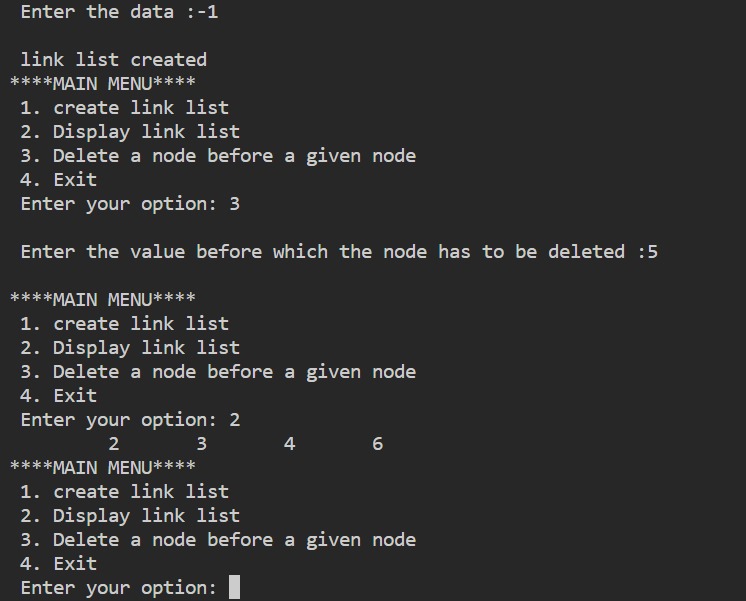 Enter the data :-1
link list created
****MAIN MENU****
1. create link list
2. Display link list
3. Delete a node before a given node
4. Exit
Enter your option: 3
Enter the value before which the node has to be deleted :5
****MAIN MENU****
1. create link list
2. Display link list
3. Delete a node before a given node
4. Exit
Enter your option: 2
2 3 4 6
****MAIN MENU****
1. create link list
2. Display link list
3. Delete a node before a given node
4. Exit
Enter your option: